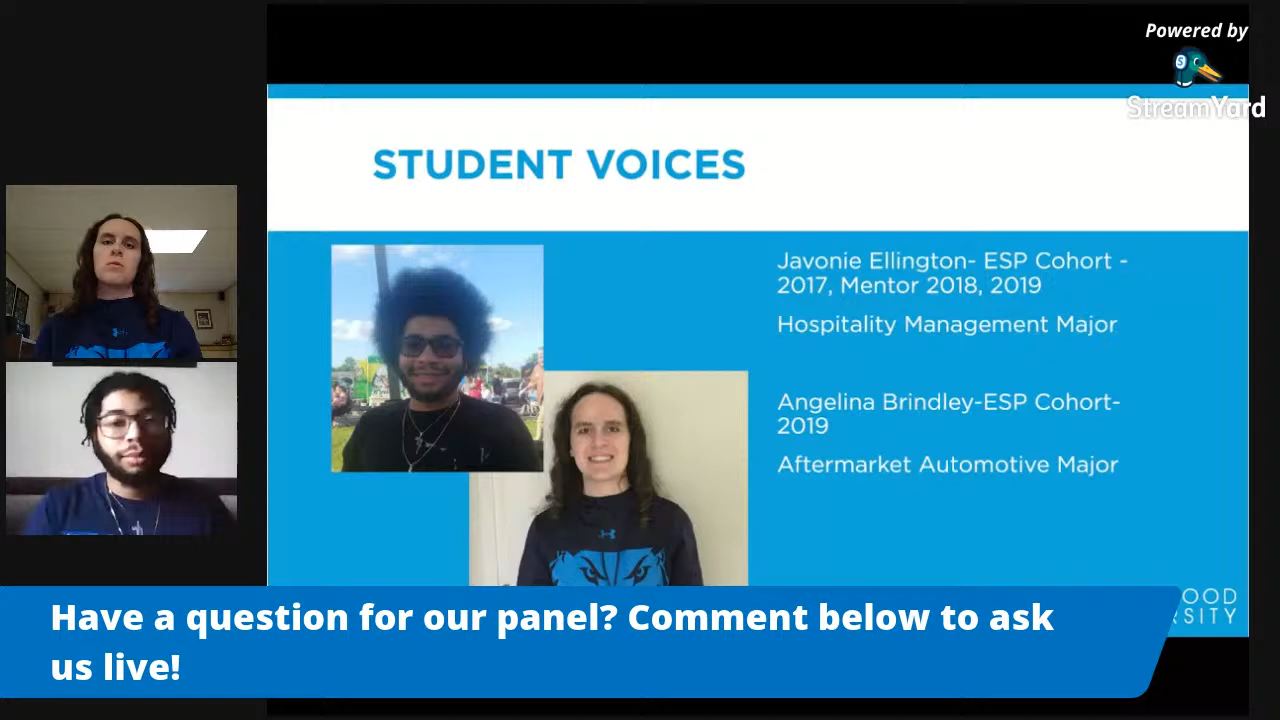 Powered by
StreamYard
STUDENT VOICES
Javonie Ellington- ESP Cohort -
2017, Mentor 2018, 2019
Hospitality Management Major
Angelina Brindley-ESP Cohort-
2019
Aftermarket Automotive Major
Have a question for our panel? Comment below to ask
us live!